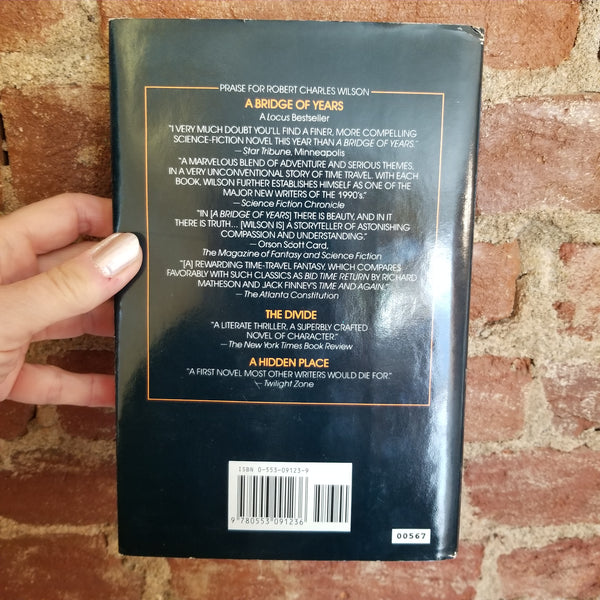 PRAISE FOR ROBERT CHARLES WILSON
A BRIDGE OF YEARS
A Locus Bestseller
"I VERY MUCH DOUBT YOU'LL FIND A FINER, MORE COMPELLING
SCIENCE-FICTION NOVEL THIS YEAR THAN A BRIDGE OF YEARS."
— Star Tribune, Minneapolis
"A MARVELOUS BLEND OF ADVENTURE AND SERIOUS THEMES,
IN A VERY UNCONVENTIONAL STORY OF TIME TRAVEL. WITH EACH
BOOK, WILSON FURTHER ESTABLISHES HIMSELF AS ONE OF THE
MAJOR NEW WRITERS OF THE 1990's."
— Science Fiction Chronicle
"IN [A BRIDGE OF YEARS] THERE IS BEAUTY, AND IN IT
THERE IS TRUTH... [WILSON IS] A STORYTELLER OF ASTONISHING
COMPASSION AND UNDERSTANDING."
— Orson Scott Card,
The Magazine of Fantasy and Science Fiction
"[A] REWARDING TIME-TRAVEL FANTASY, WHICH COMPARES
FAVORABLY WITH SUCH CLASSICS AS BID TIME RETURN BY RICHARD
MATHESON AND JACK FINNEY'S TIME AND AGAIN."
— The Atlanta Constitution
THE DIVIDE
"A LITERATE THRILLER, A SUPERBLY CRAFTED
NOVEL OF CHARACTER."
— The New York Times Book Review
A HIDDEN PLACE
"A FIRST NOVEL MOST OTHER WRITERS WOULD DIE FOR."
— Twilight Zone
ISBN 0-553-09123-9
9 780553 091236
00567